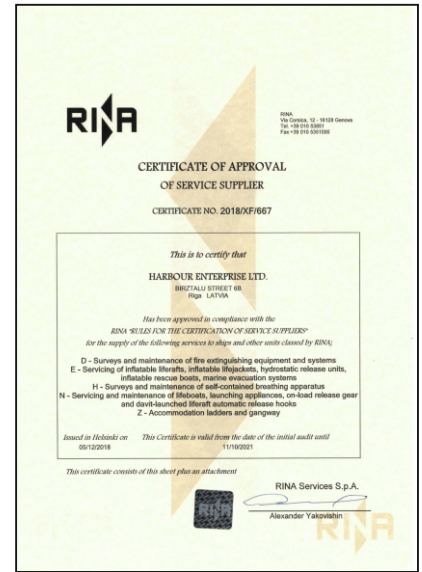 RINA
RINA
Via Corsica, 12 - 16128 Genova
Tel. +39 010 53851
Fax +39 010 5351000
CERTIFICATE OF APPROVAL
OF SERVICE SUPPLIER
CERTIFICATE NO. 2018/XF/667
This is to certify that
HARBOUR ENTERPRISE LTD.
BIRZTALU STREET 6B
Riga LATVIA
Has been approved in compliance with the
RINA "RULES FOR THE CERTIFICATION OF SERVICE SUPPLIERS"
for the supply of the following services to ships and other units classed by RINA;
D - Surveys and maintenance of fire extinguishing equipment and systems
E - Servicing of inflatable liferafts, inflatable lifejackets, hydrostatic release units,
inflatable rescue boats, marine evacuation systems
H - Surveys and maintenance of self-contained breathing apparatus
N - Servicing and maintenance of lifeboats, launching appliances, on-load release gear
and davit-launched liferaft automatic release hooks
Z - Accommodation ladders and gangway
Issued in Helsinki on This Certificate is valid from the date of the initial audit until
05/12/2018 11/10/2021
This certificate consists of this sheet plus an attachment
RINA Services S.p.A.
RINA
Alexander Yakovishin
RINA